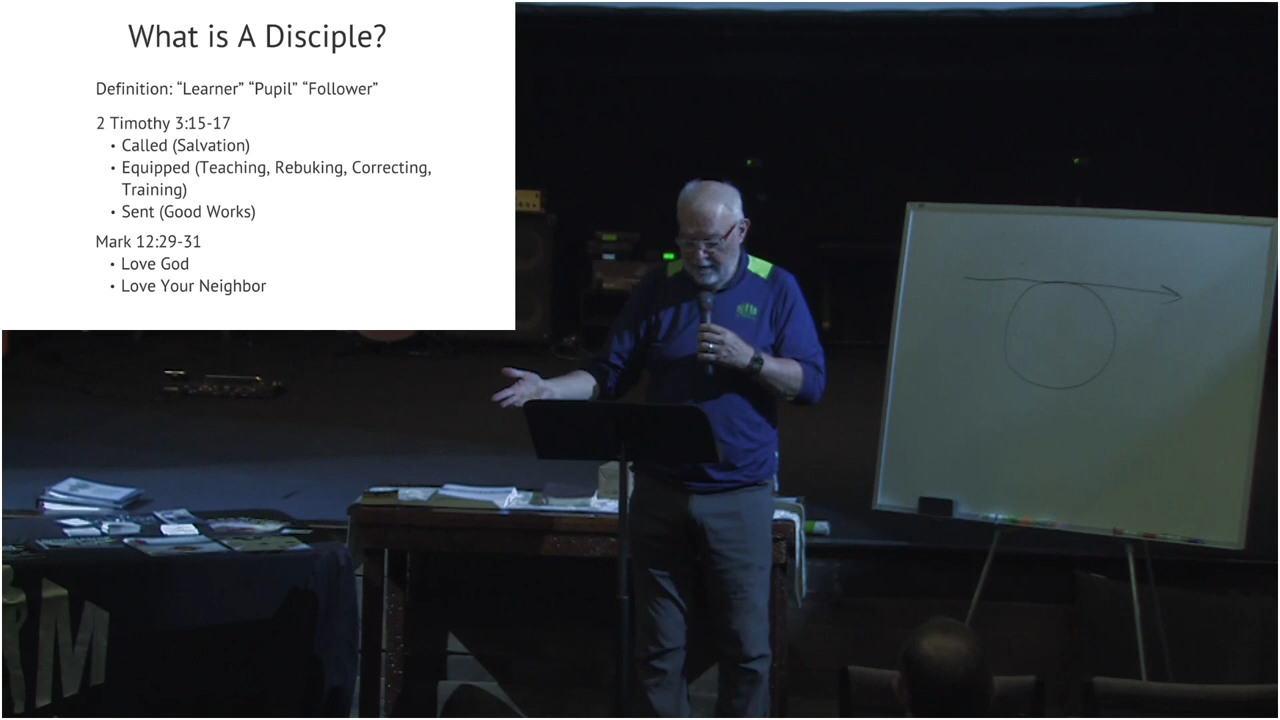 What is A Disciple?
Definition: “Learner” “Pupil” “Follower”
2 Timothy 3:15-17
• Called (Salvation)
• Equipped (Teaching, Rebuking, Correcting,
Training)
• Sent (Good Works)
Mark 12:29-31
• Love God
• Love Your Neighbor
M